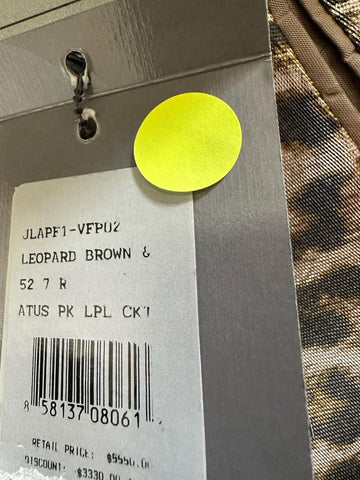 JLAPF1-VFP02
LEOPARD BROWN &
52 7 R
ATUS PK LPL CKT
8 58137 08061
RETAIL PRICE: $5550.00
DISCOUNT: $3330.00